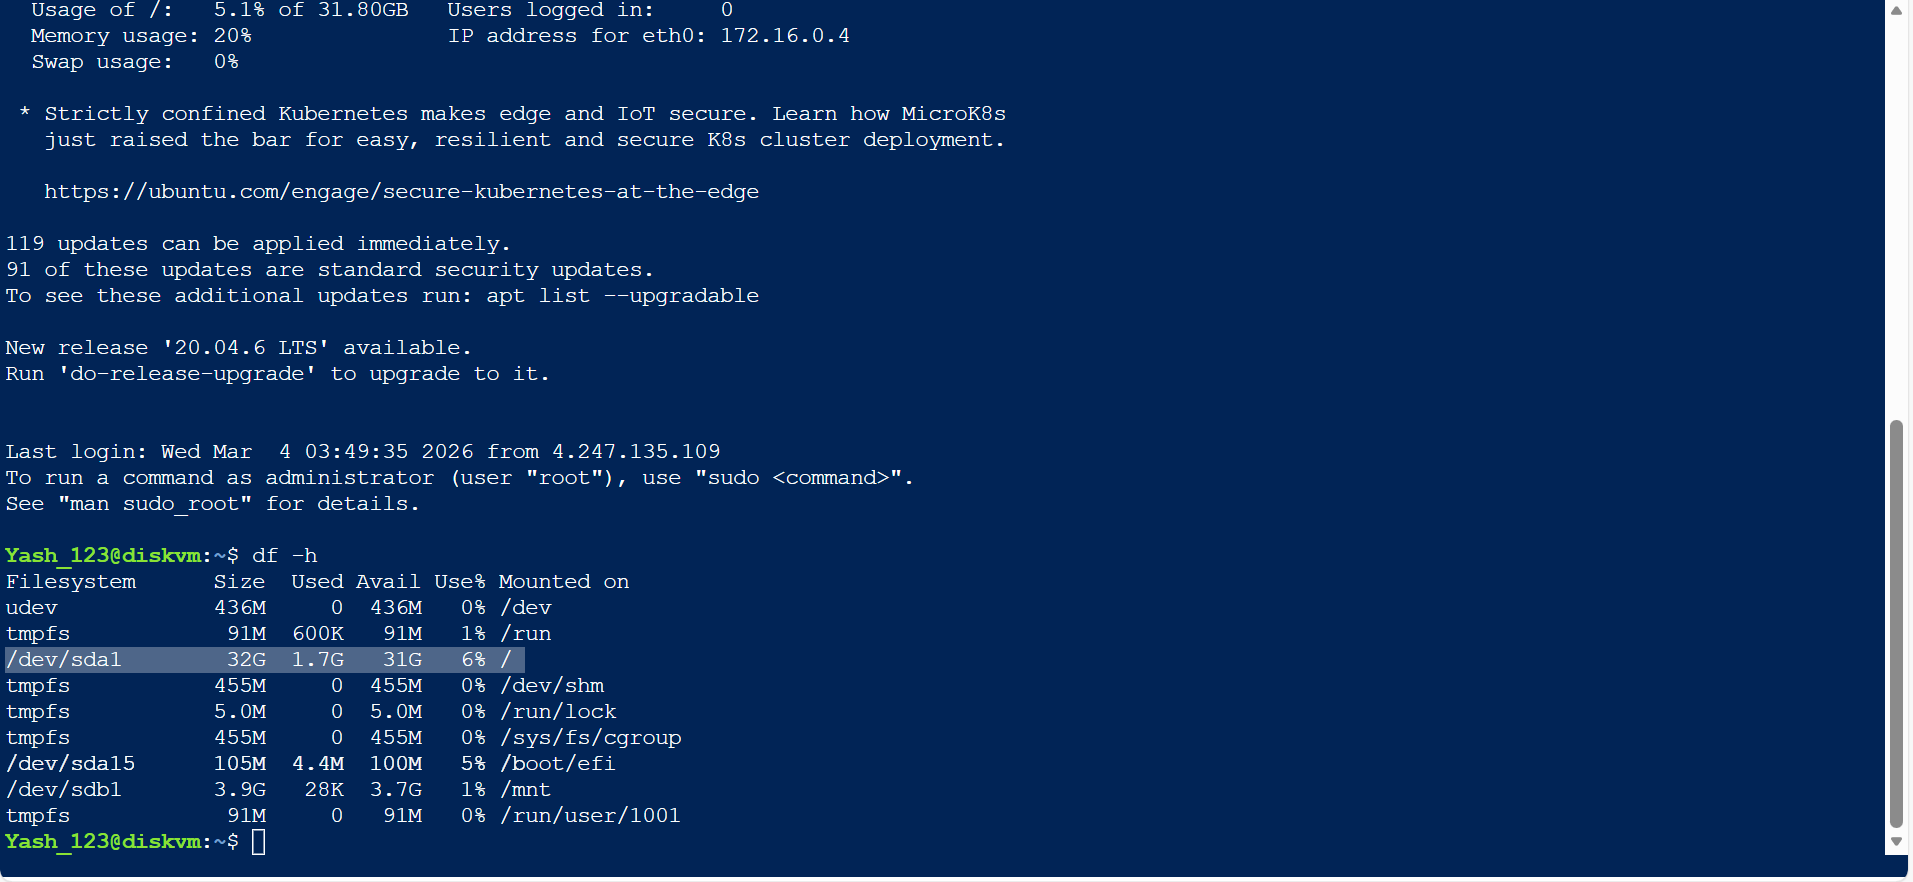 Usage of /:   5.1% of 31.80GB   Users logged in:     0
Memory usage: 20%               IP address for eth0: 172.16.0.4
Swap usage:   0%
* Strictly confined Kubernetes makes edge and IoT secure. Learn how MicroK8s
just raised the bar for easy, resilient and secure K8s cluster deployment.
https://ubuntu.com/engage/secure-kubernetes-at-the-edge
119 updates can be applied immediately.
91 of these updates are standard security updates.
To see these additional updates run: apt list --upgradable
New release '20.04.6 LTS' available.
Run 'do-release-upgrade' to upgrade to it.
Last login: Wed Mar  4 03:49:35 2026 from 4.247.135.109
To run a command as administrator (user "root"), use "sudo <command>".
See "man sudo_root" for details.
Yash_123@diskvm:~$ df -h
Filesystem      Size  Used Avail Use% Mounted on
udev            436M     0  436M   0% /dev
tmpfs            91M  600K   91M   1% /run
/dev/sda1        32G  1.7G   31G   6% /
tmpfs           455M     0  455M   0% /dev/shm
tmpfs           5.0M     0  5.0M   0% /run/lock
tmpfs           455M     0  455M   0% /sys/fs/cgroup
/dev/sda15      105M  4.4M  100M   5% /boot/efi
/dev/sdb1       3.9G   28K  3.7G   1% /mnt
tmpfs            91M     0   91M   0% /run/user/1001
Yash_123@diskvm:~$